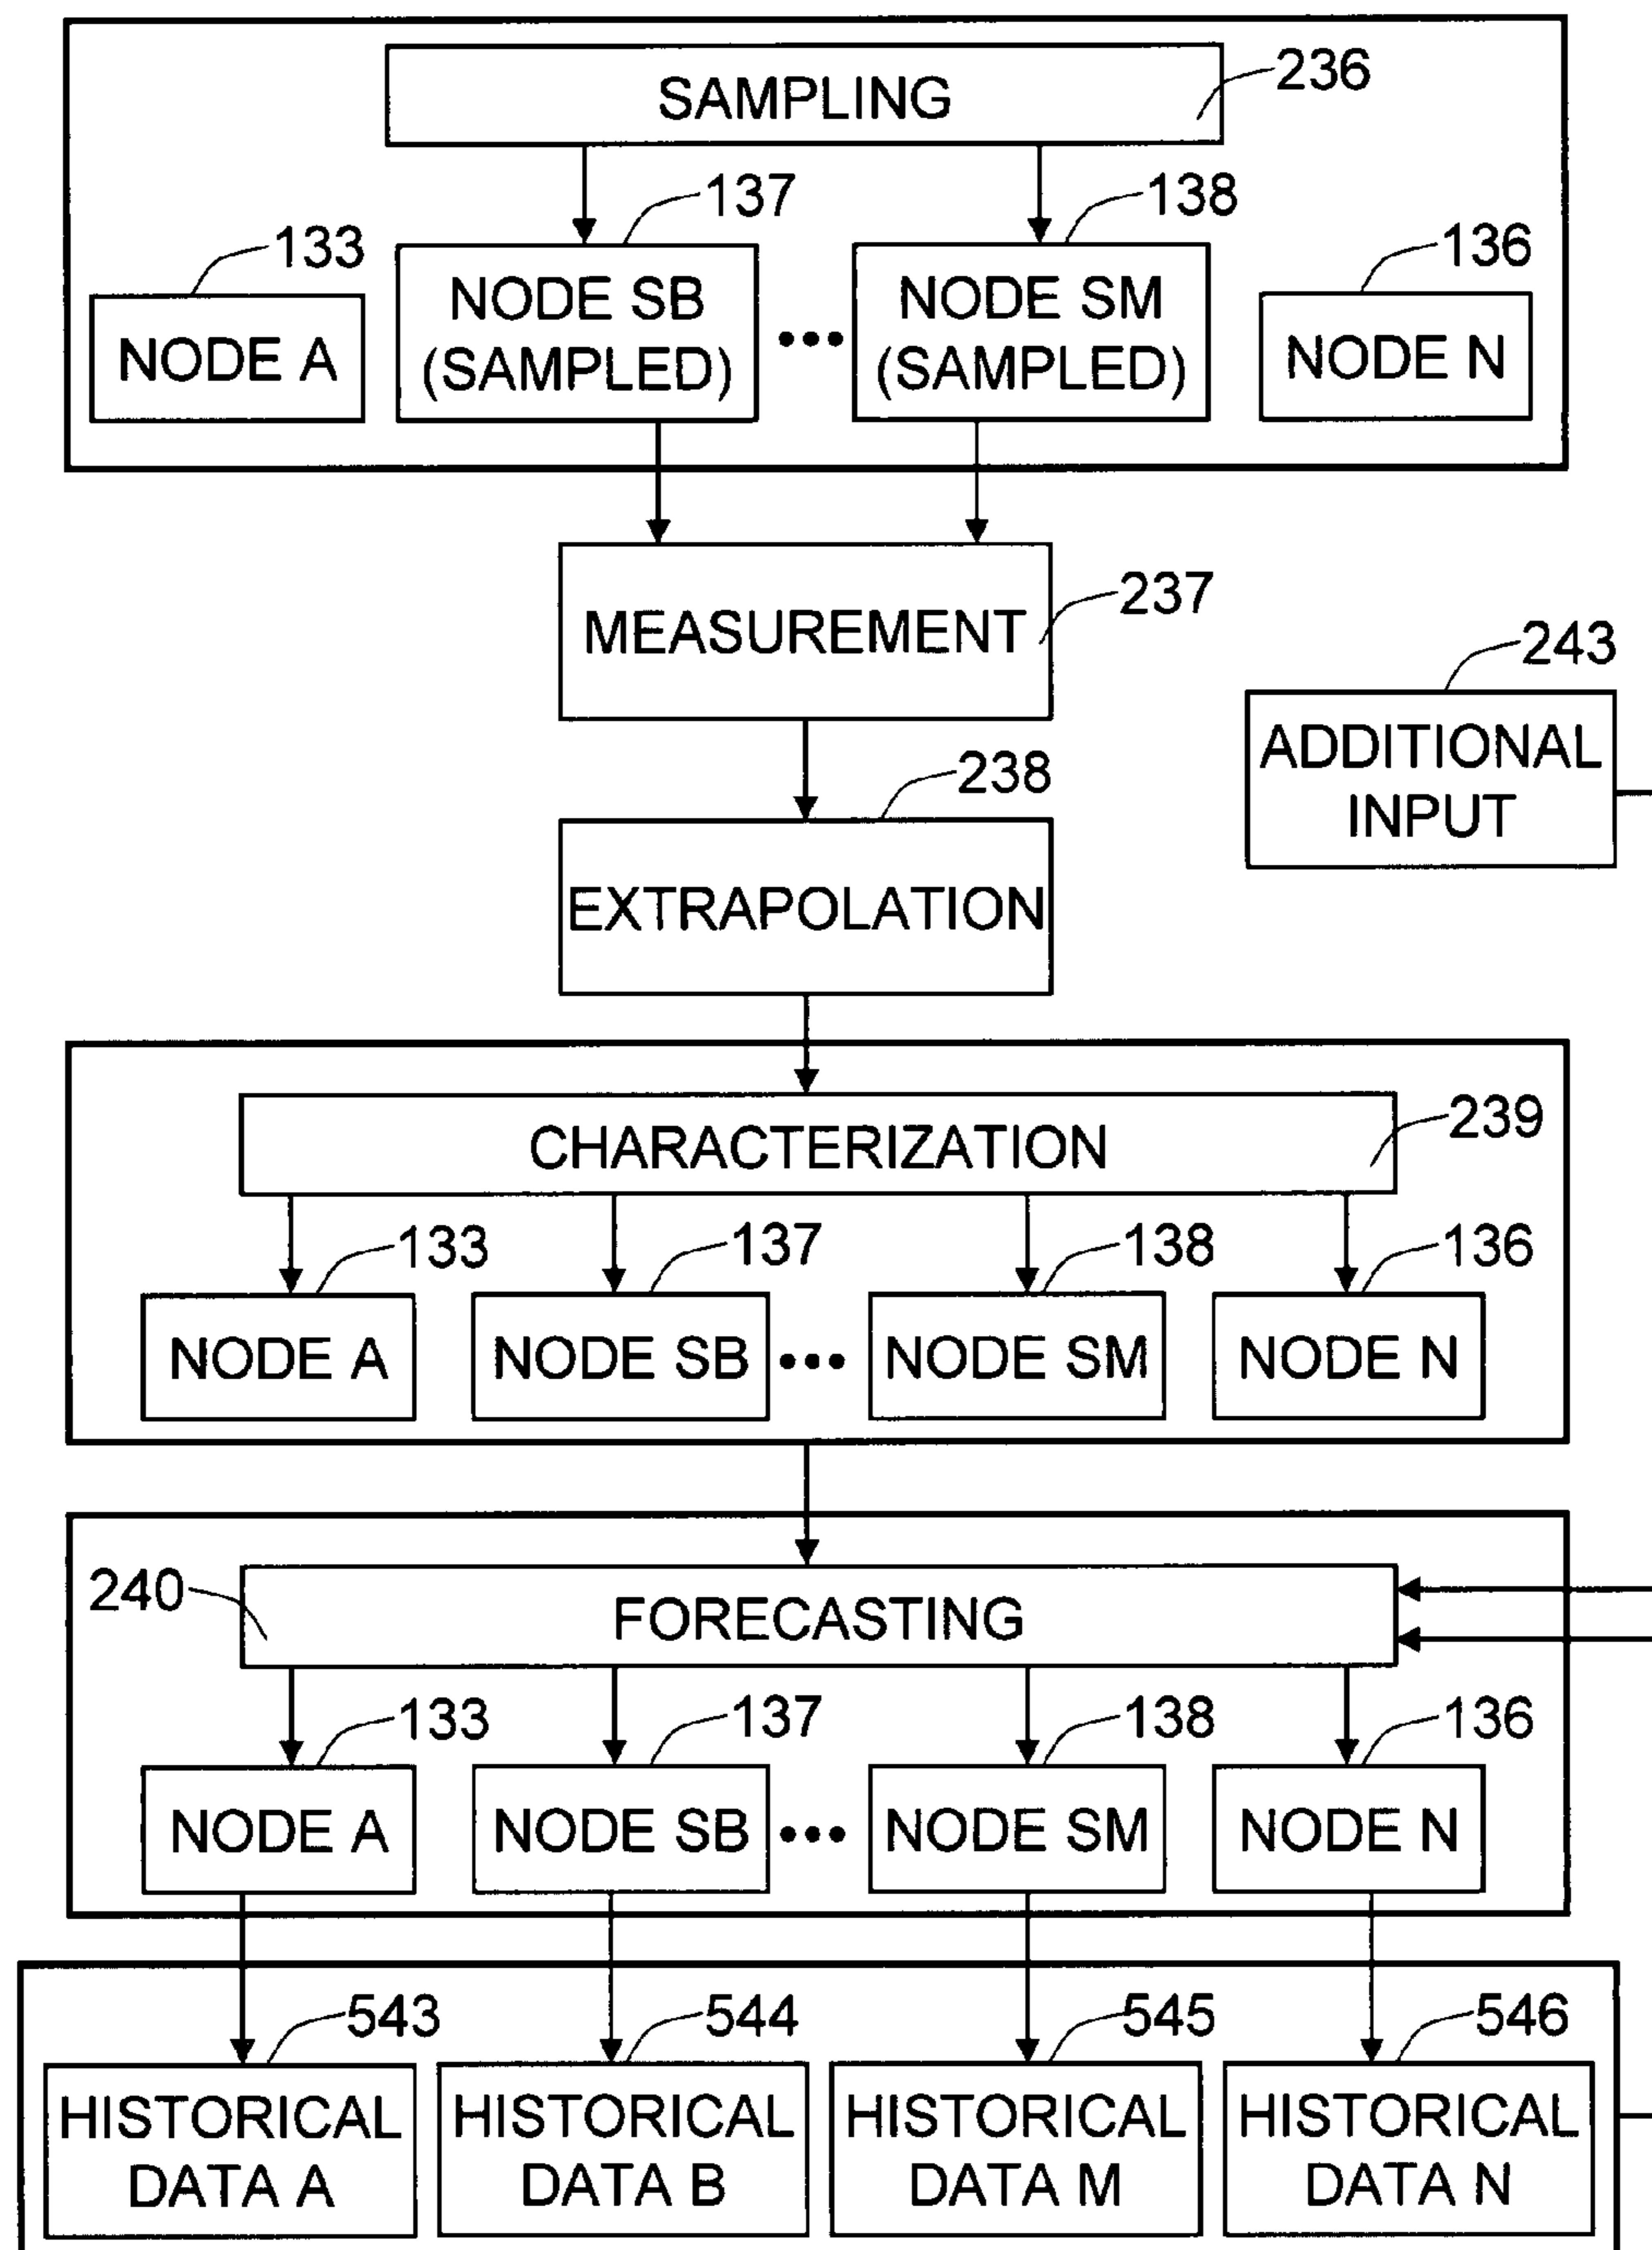 SAMPLING
236
137
138
133
136
NODE A
NODE SB
(SAMPLED)
NODE SM
(SAMPLED)
NODE N
MEASUREMENT
237
243
ADDITIONAL
INPUT
238
EXTRAPOLATION
CHARACTERIZATION
239
133
137
138
136
NODE A
NODE SB
NODE SM
NODE N
240
FORECASTING
133
137
138
136
NODE A
NODE SB
NODE SM
NODE N
543
544
545
546
HISTORICAL
DATA A
HISTORICAL
DATA B
HISTORICAL
DATA M
HISTORICAL
DATA N